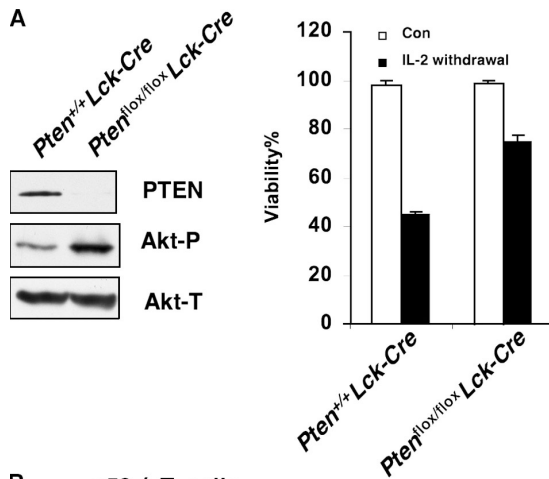 A
Pten+/+ Lck-Cre
Ptenflox/flox Lck-Cre
PTEN
Akt-P
Akt-T
120
100
80
60
40
20
0
Viability%
Con
IL-2 withdrawal
Pten+/+ Lck-Cre
Ptenflox/flox Lck-Cre
B